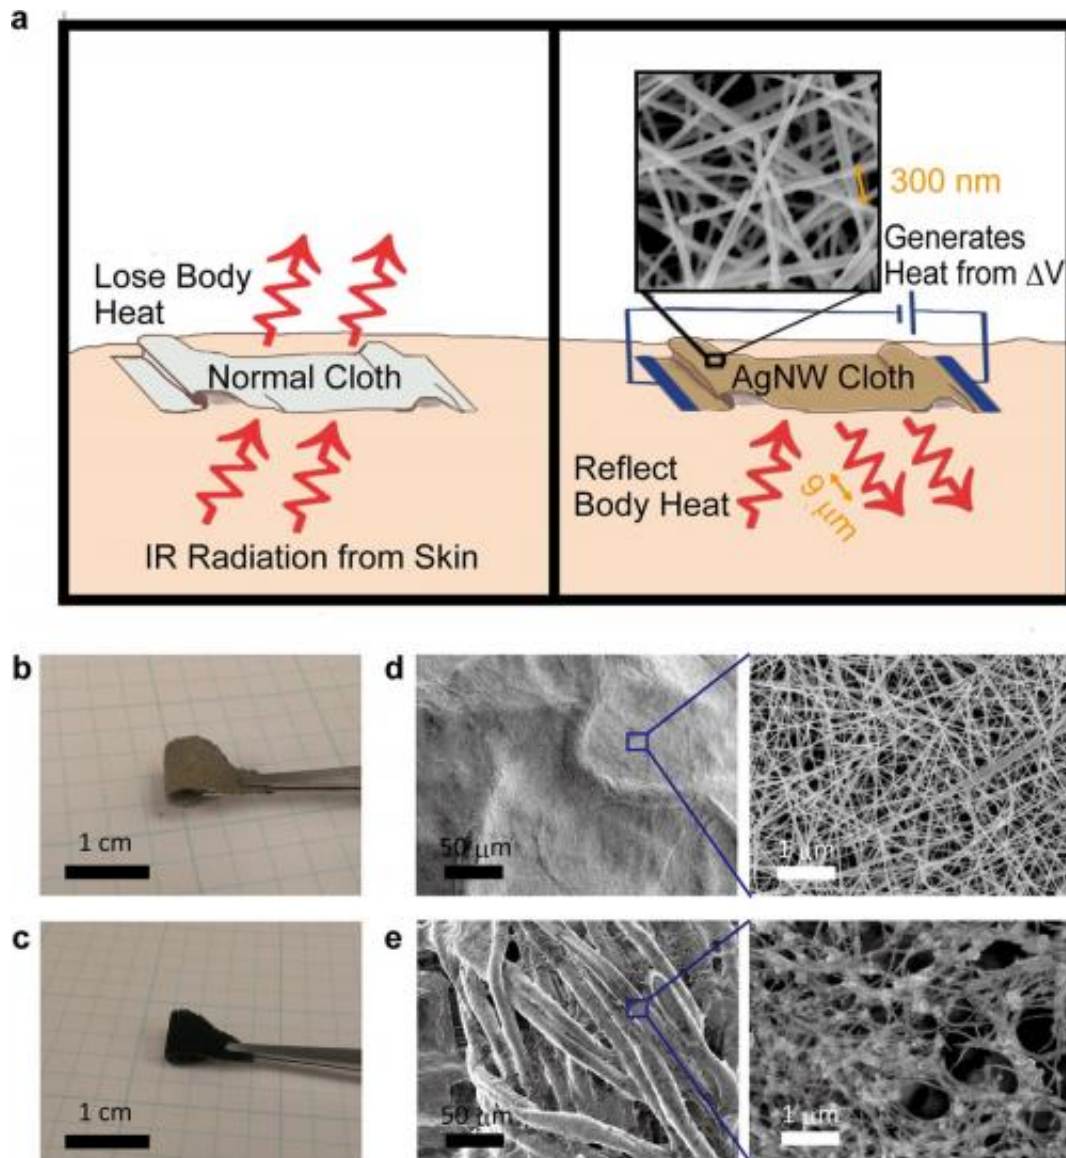 a
300 nm
Generates
Heat from ΔV
Lose Body
Heat
Normal Cloth
AgNW Cloth
Reflect
Body Heat
9 μm
IR Radiation from Skin
b
1 cm
d
50 μm
1 μm
c
1 cm
e
50 μm
1 μm